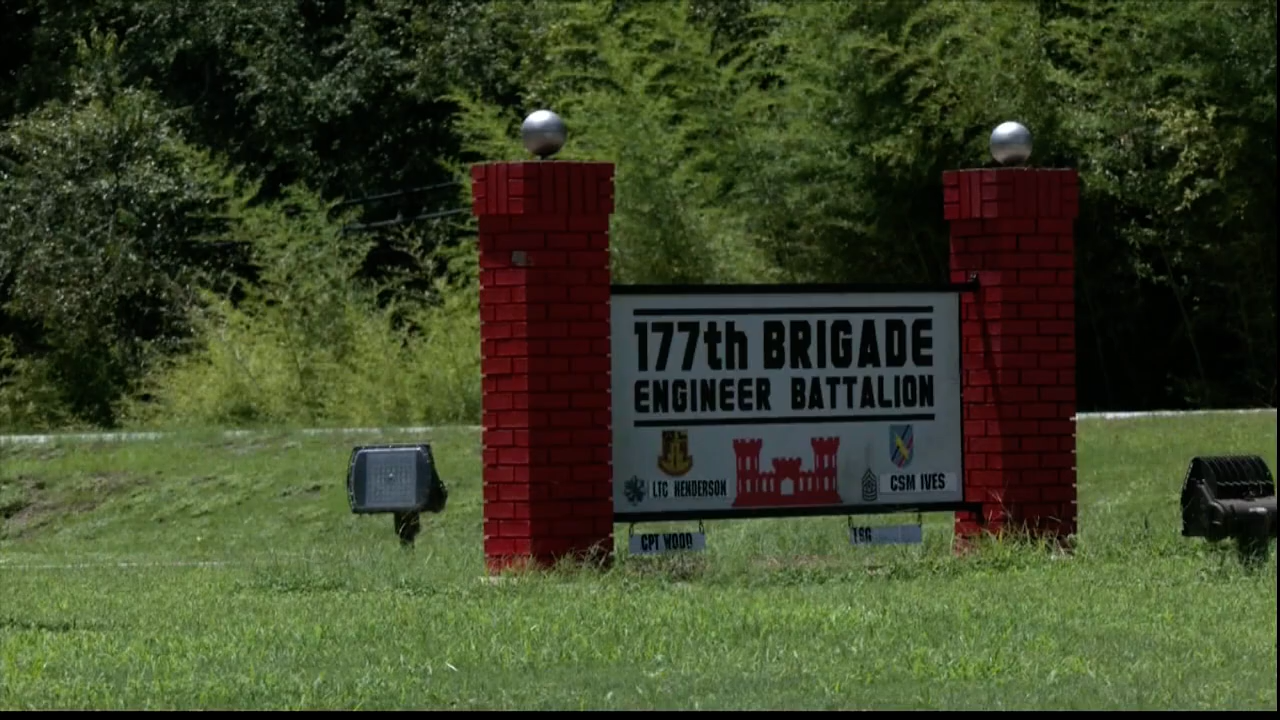 177th BRIGADE
ENGINEER BATTALION
LTC HENDERSON
CSM IVES
CPT WOOD
1SG